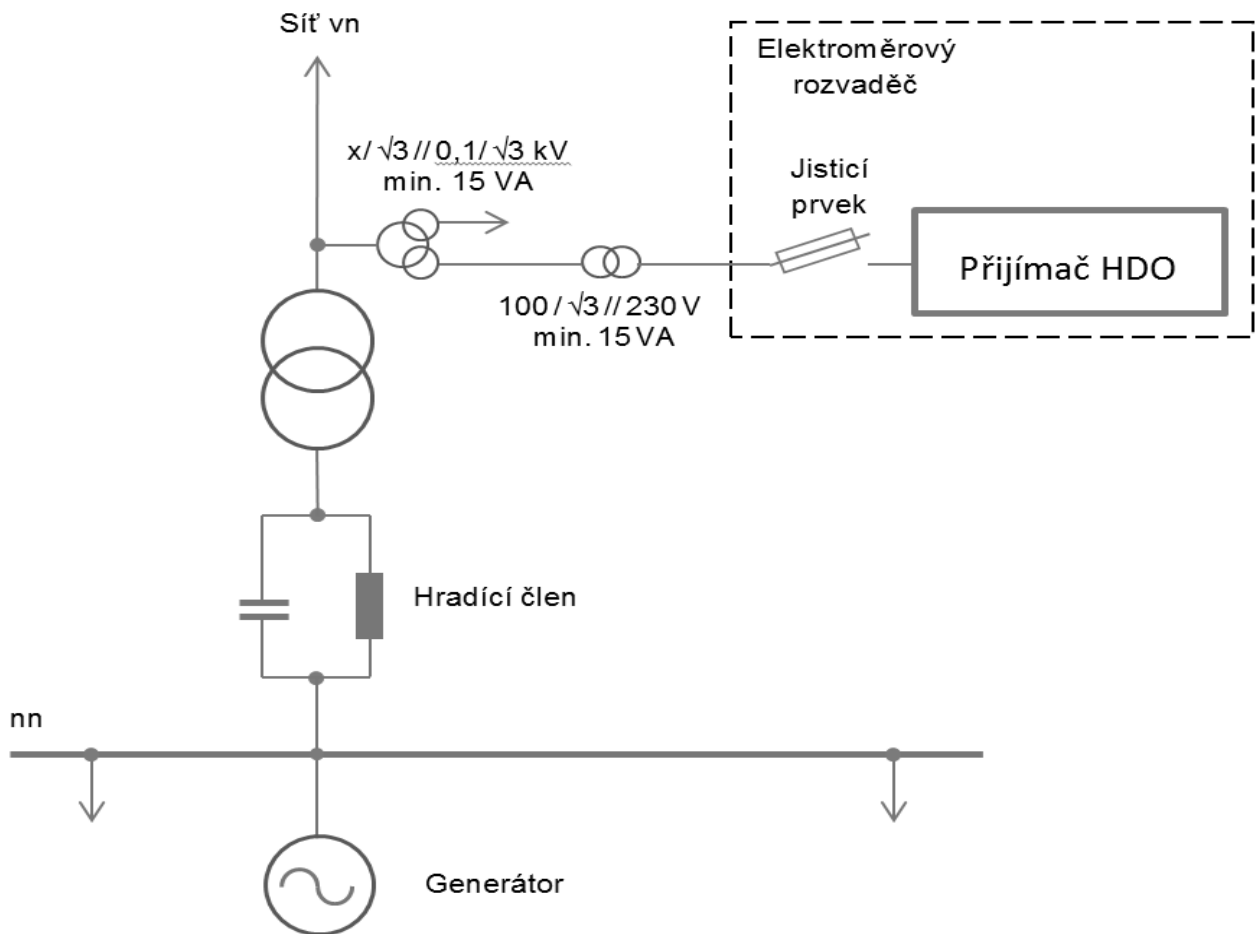 Síť vn
Elektroměrový
rozvaděč
x/ √3// 0,1/ √3 kV
min. 15 VA
Jisticí
prvek
Přijímač HDO
100 / √3// 230 V
min. 15 VA
Hradící člen
nn
Generátor